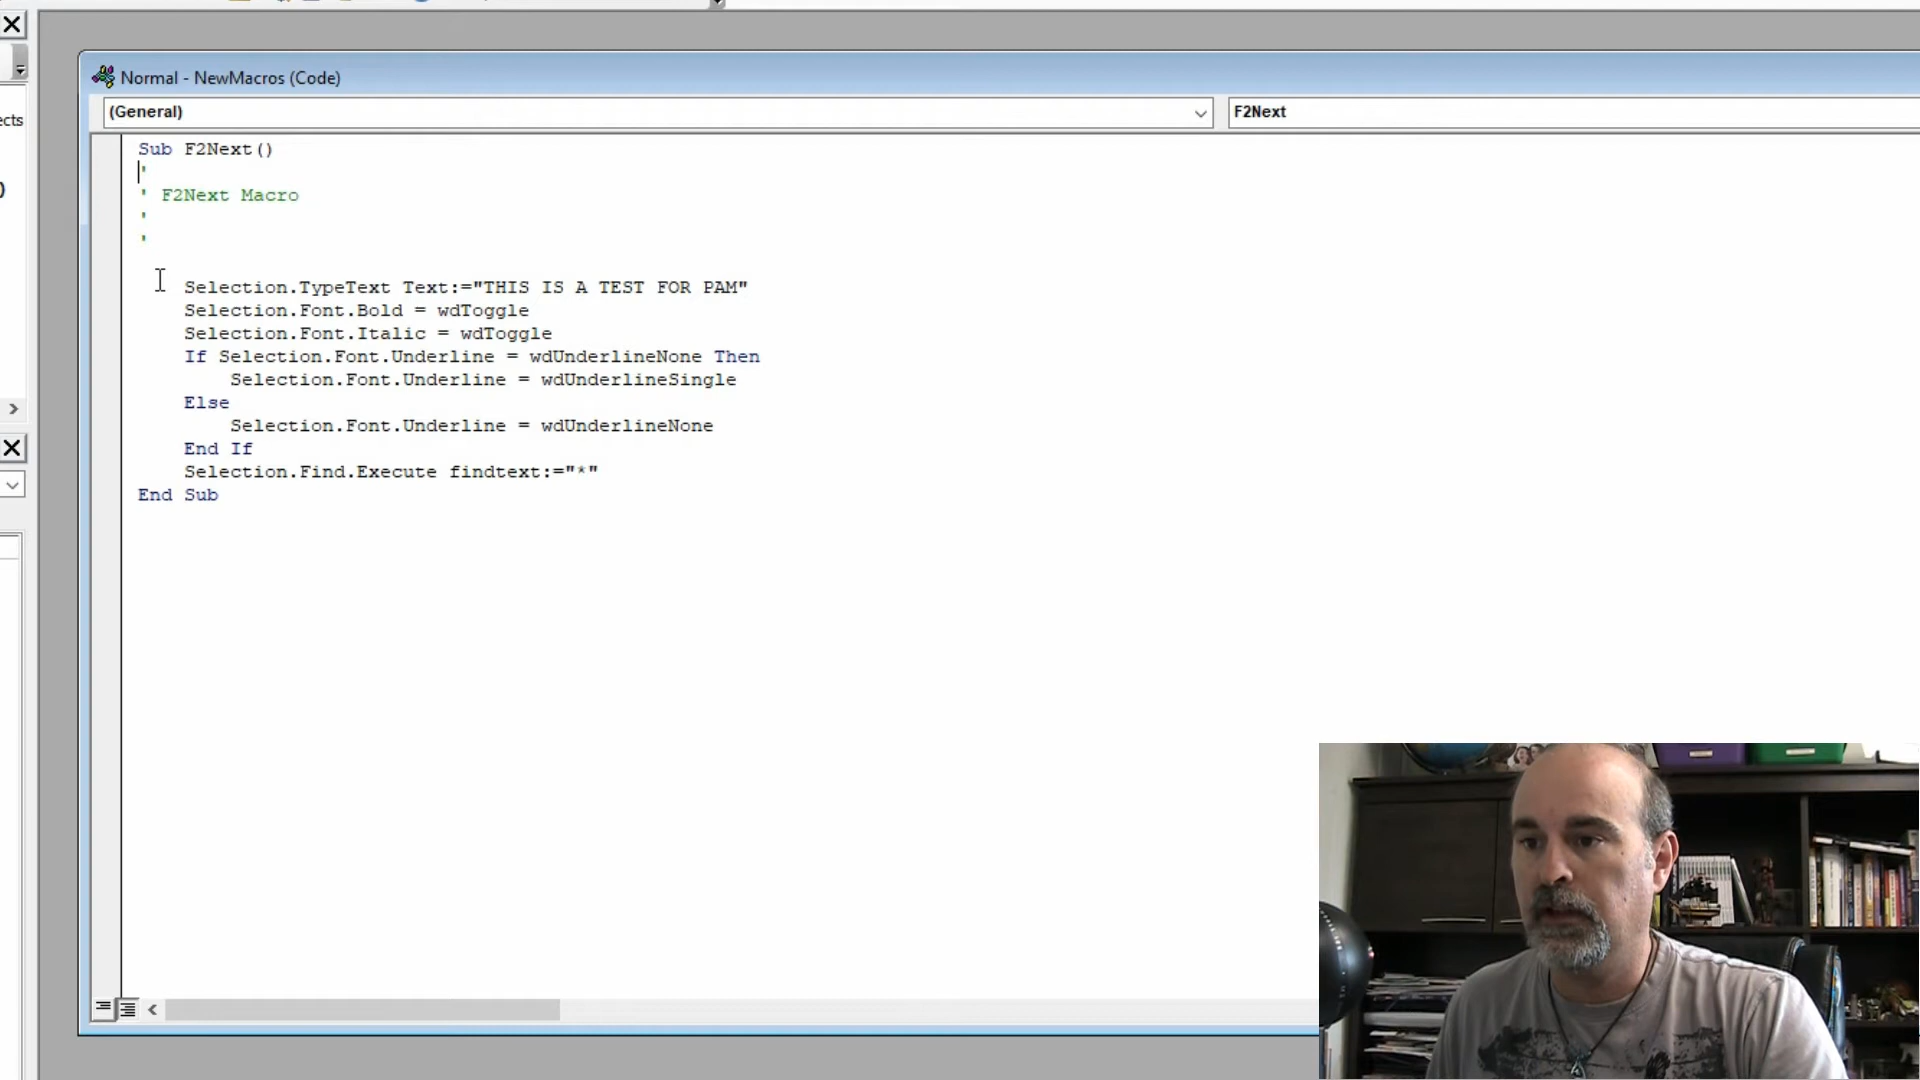 ects
)
Normal - NewMacros (Code)
(General)
F2Next
Sub F2Next()
'
' F2Next Macro
'
'
Selection.TypeText Text:="THIS IS A TEST FOR PAM"
Selection.Font.Bold = wdToggle
Selection.Font.Italic = wdToggle
If Selection.Font.Underline = wdUnderlineNone Then
Selection.Font.Underline = wdUnderlineSingle
Else
Selection.Font.Underline = wdUnderlineNone
End If
Selection.Find.Execute findtext:="*"
End Sub